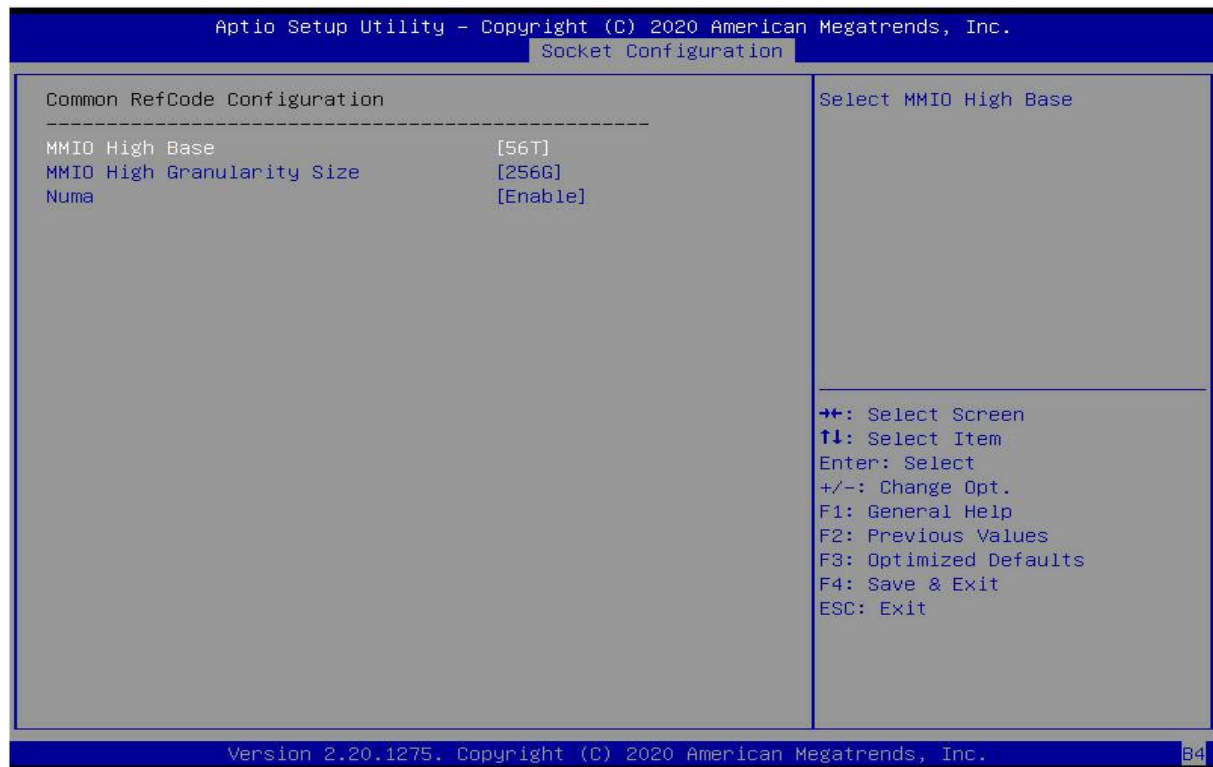 Aptio Setup Utility – Copyright (C) 2020 American Megatrends, Inc.
Socket Configuration
Common RefCode Configuration
--------------------------------------------------
MMIO High Base [56T]
MMIO High Granularity Size [256G]
Numa [Enable]
Select MMIO High Base
→←: Select Screen
↑↓: Select Item
Enter: Select
+/-: Change Opt.
F1: General Help
F2: Previous Values
F3: Optimized Defaults
F4: Save & Exit
ESC: Exit
Version 2.20.1275. Copyright (C) 2020 American Megatrends, Inc.
B4